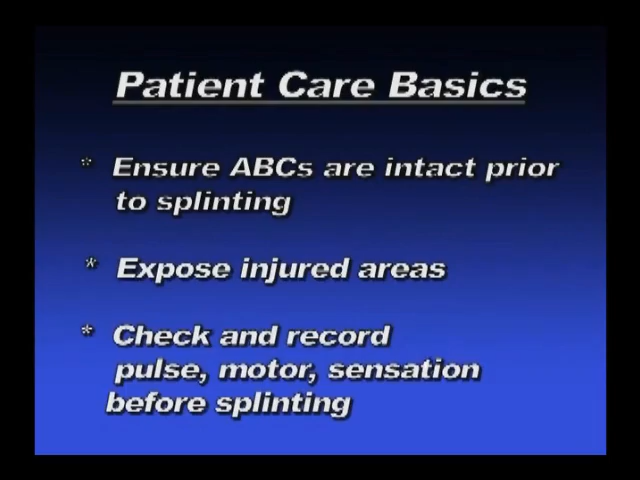 Patient Care Basics
* Ensure ABCs are intact prior
to splinting
* Expose injured areas
* Check and record
pulse, motor, sensation
before splinting